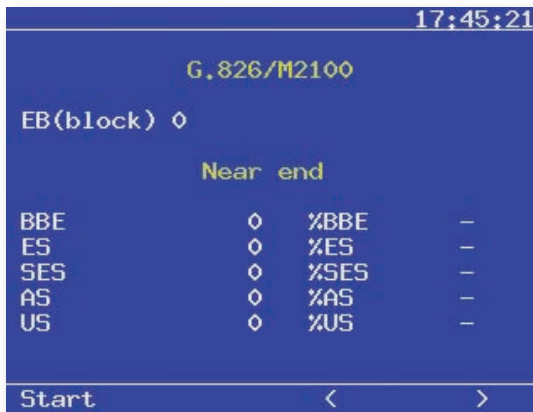 17:45:21
G.826/M2100
EB(block) 0
Near end
BBE 0 %BBE –
ES 0 %ES –
SES 0 %SES –
AS 0 %AS –
US 0 %US –
Start < >